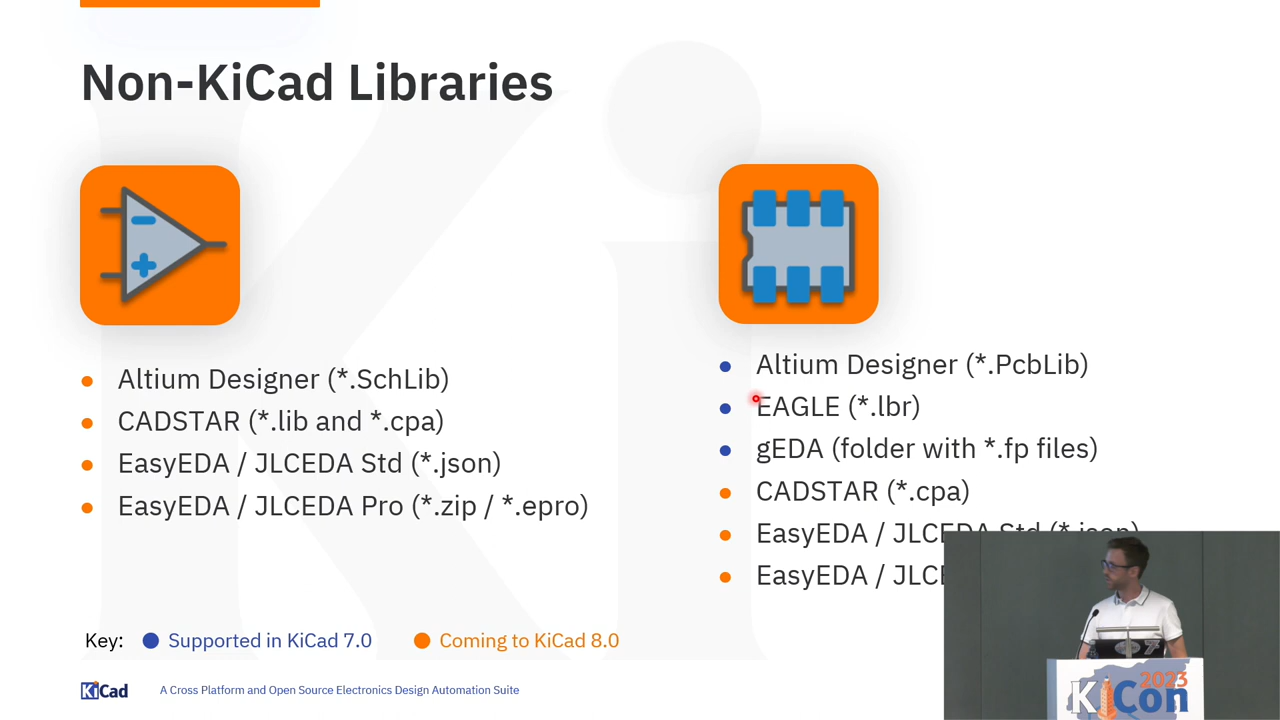 Non-KiCad Libraries
Altium Designer (*.SchLib)
CADSTAR (*.lib and *.cpa)
EasyEDA / JLCEDA Std (*.json)
EasyEDA / JLCEDA Pro (*.zip / *.epro)
Altium Designer (*.PcbLib)
EAGLE (*.lbr)
gEDA (folder with *.fp files)
CADSTAR (*.cpa)
EasyEDA / JLCEDA Std (*.json)
EasyEDA /
Key: Supported in KiCad 7.0 Coming to KiCad 8.0
KiCad A Cross Platform and Open Source Electronics Design Automation Suite
7
2023
KiCon